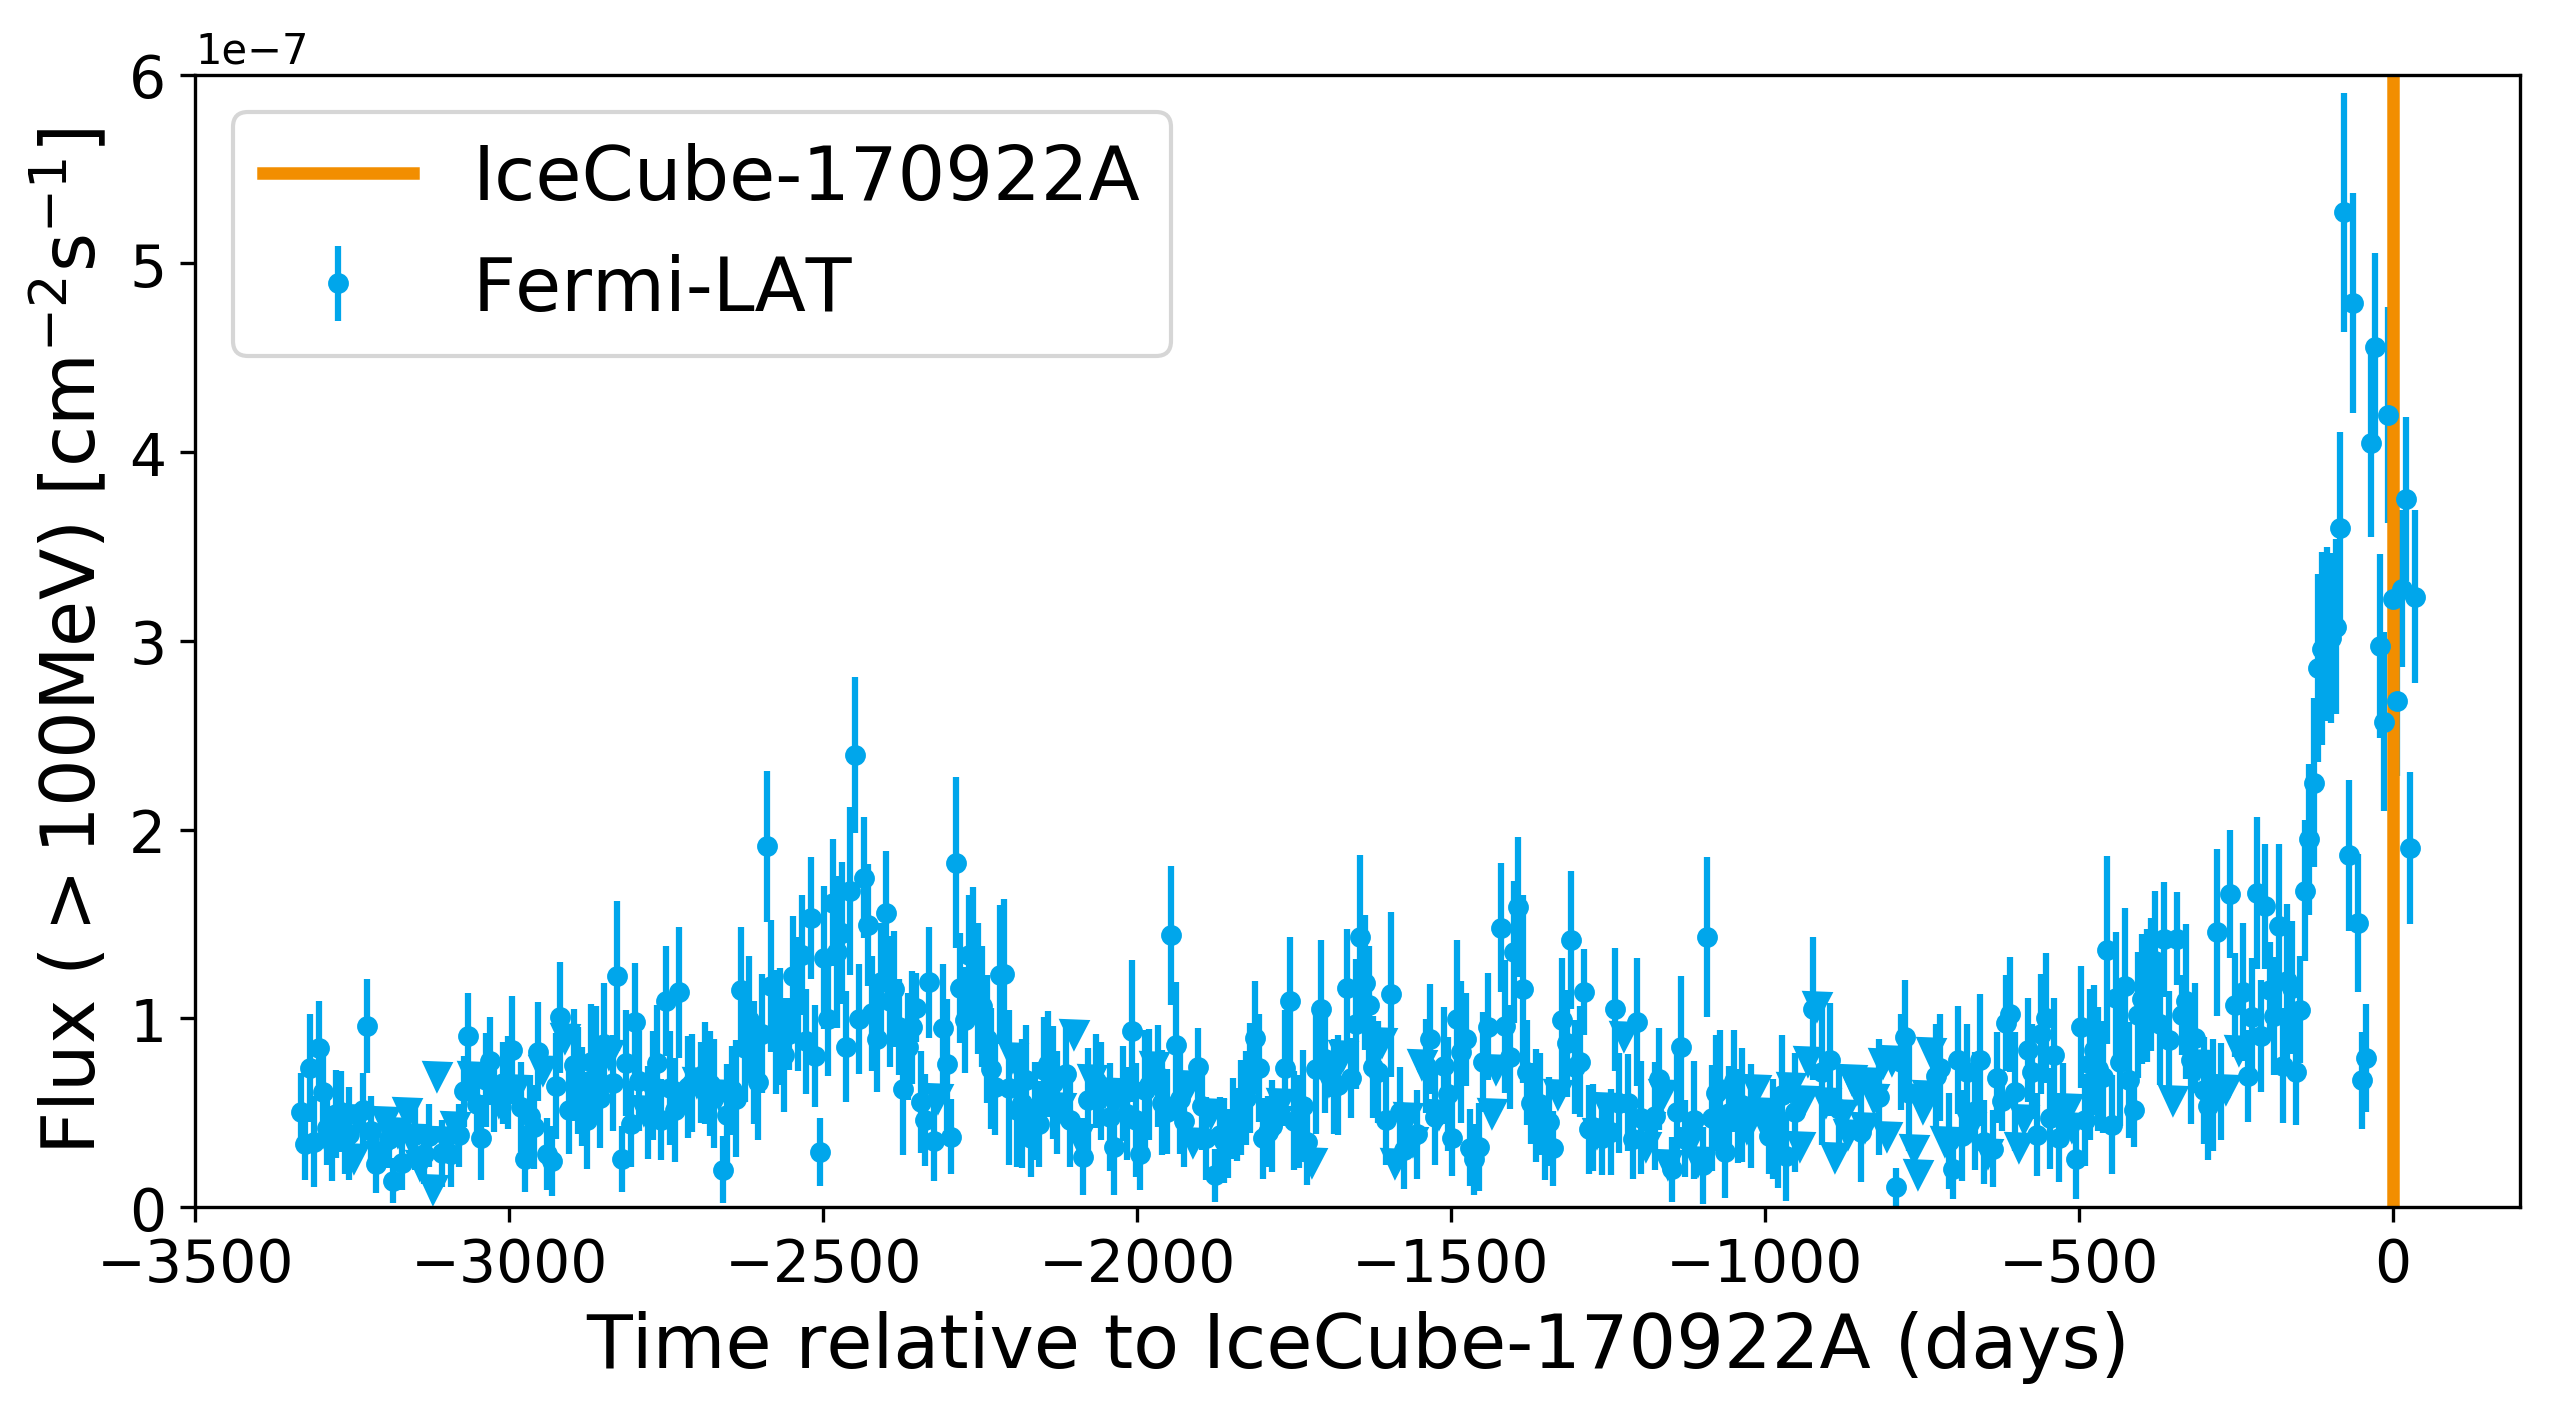 1e−7
6
5
4
3
2
1
0
Flux ( > 100MeV) [cm⁻²s⁻¹]
IceCube-170922A
Fermi-LAT
−3500 −3000 −2500 −2000 −1500 −1000 −500 0
Time relative to IceCube-170922A (days)